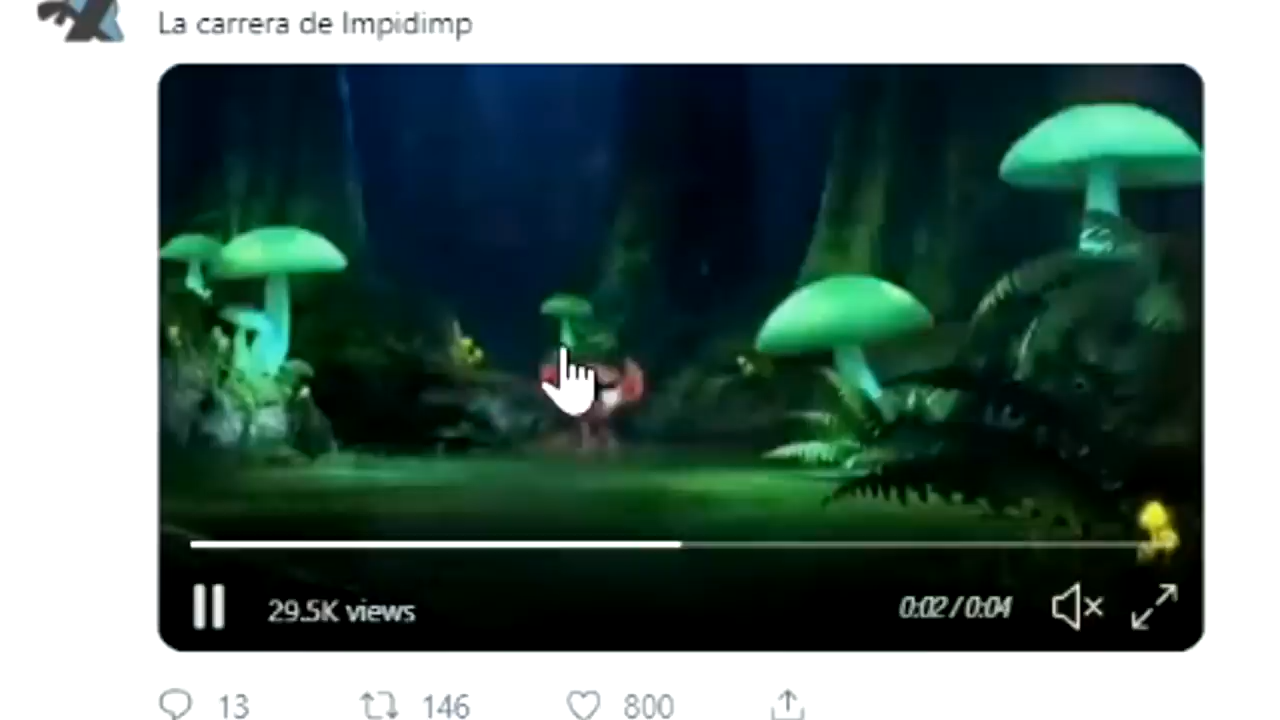 La carrera de Impidimp
29.5K views
0:02 / 0:04
13
146
800